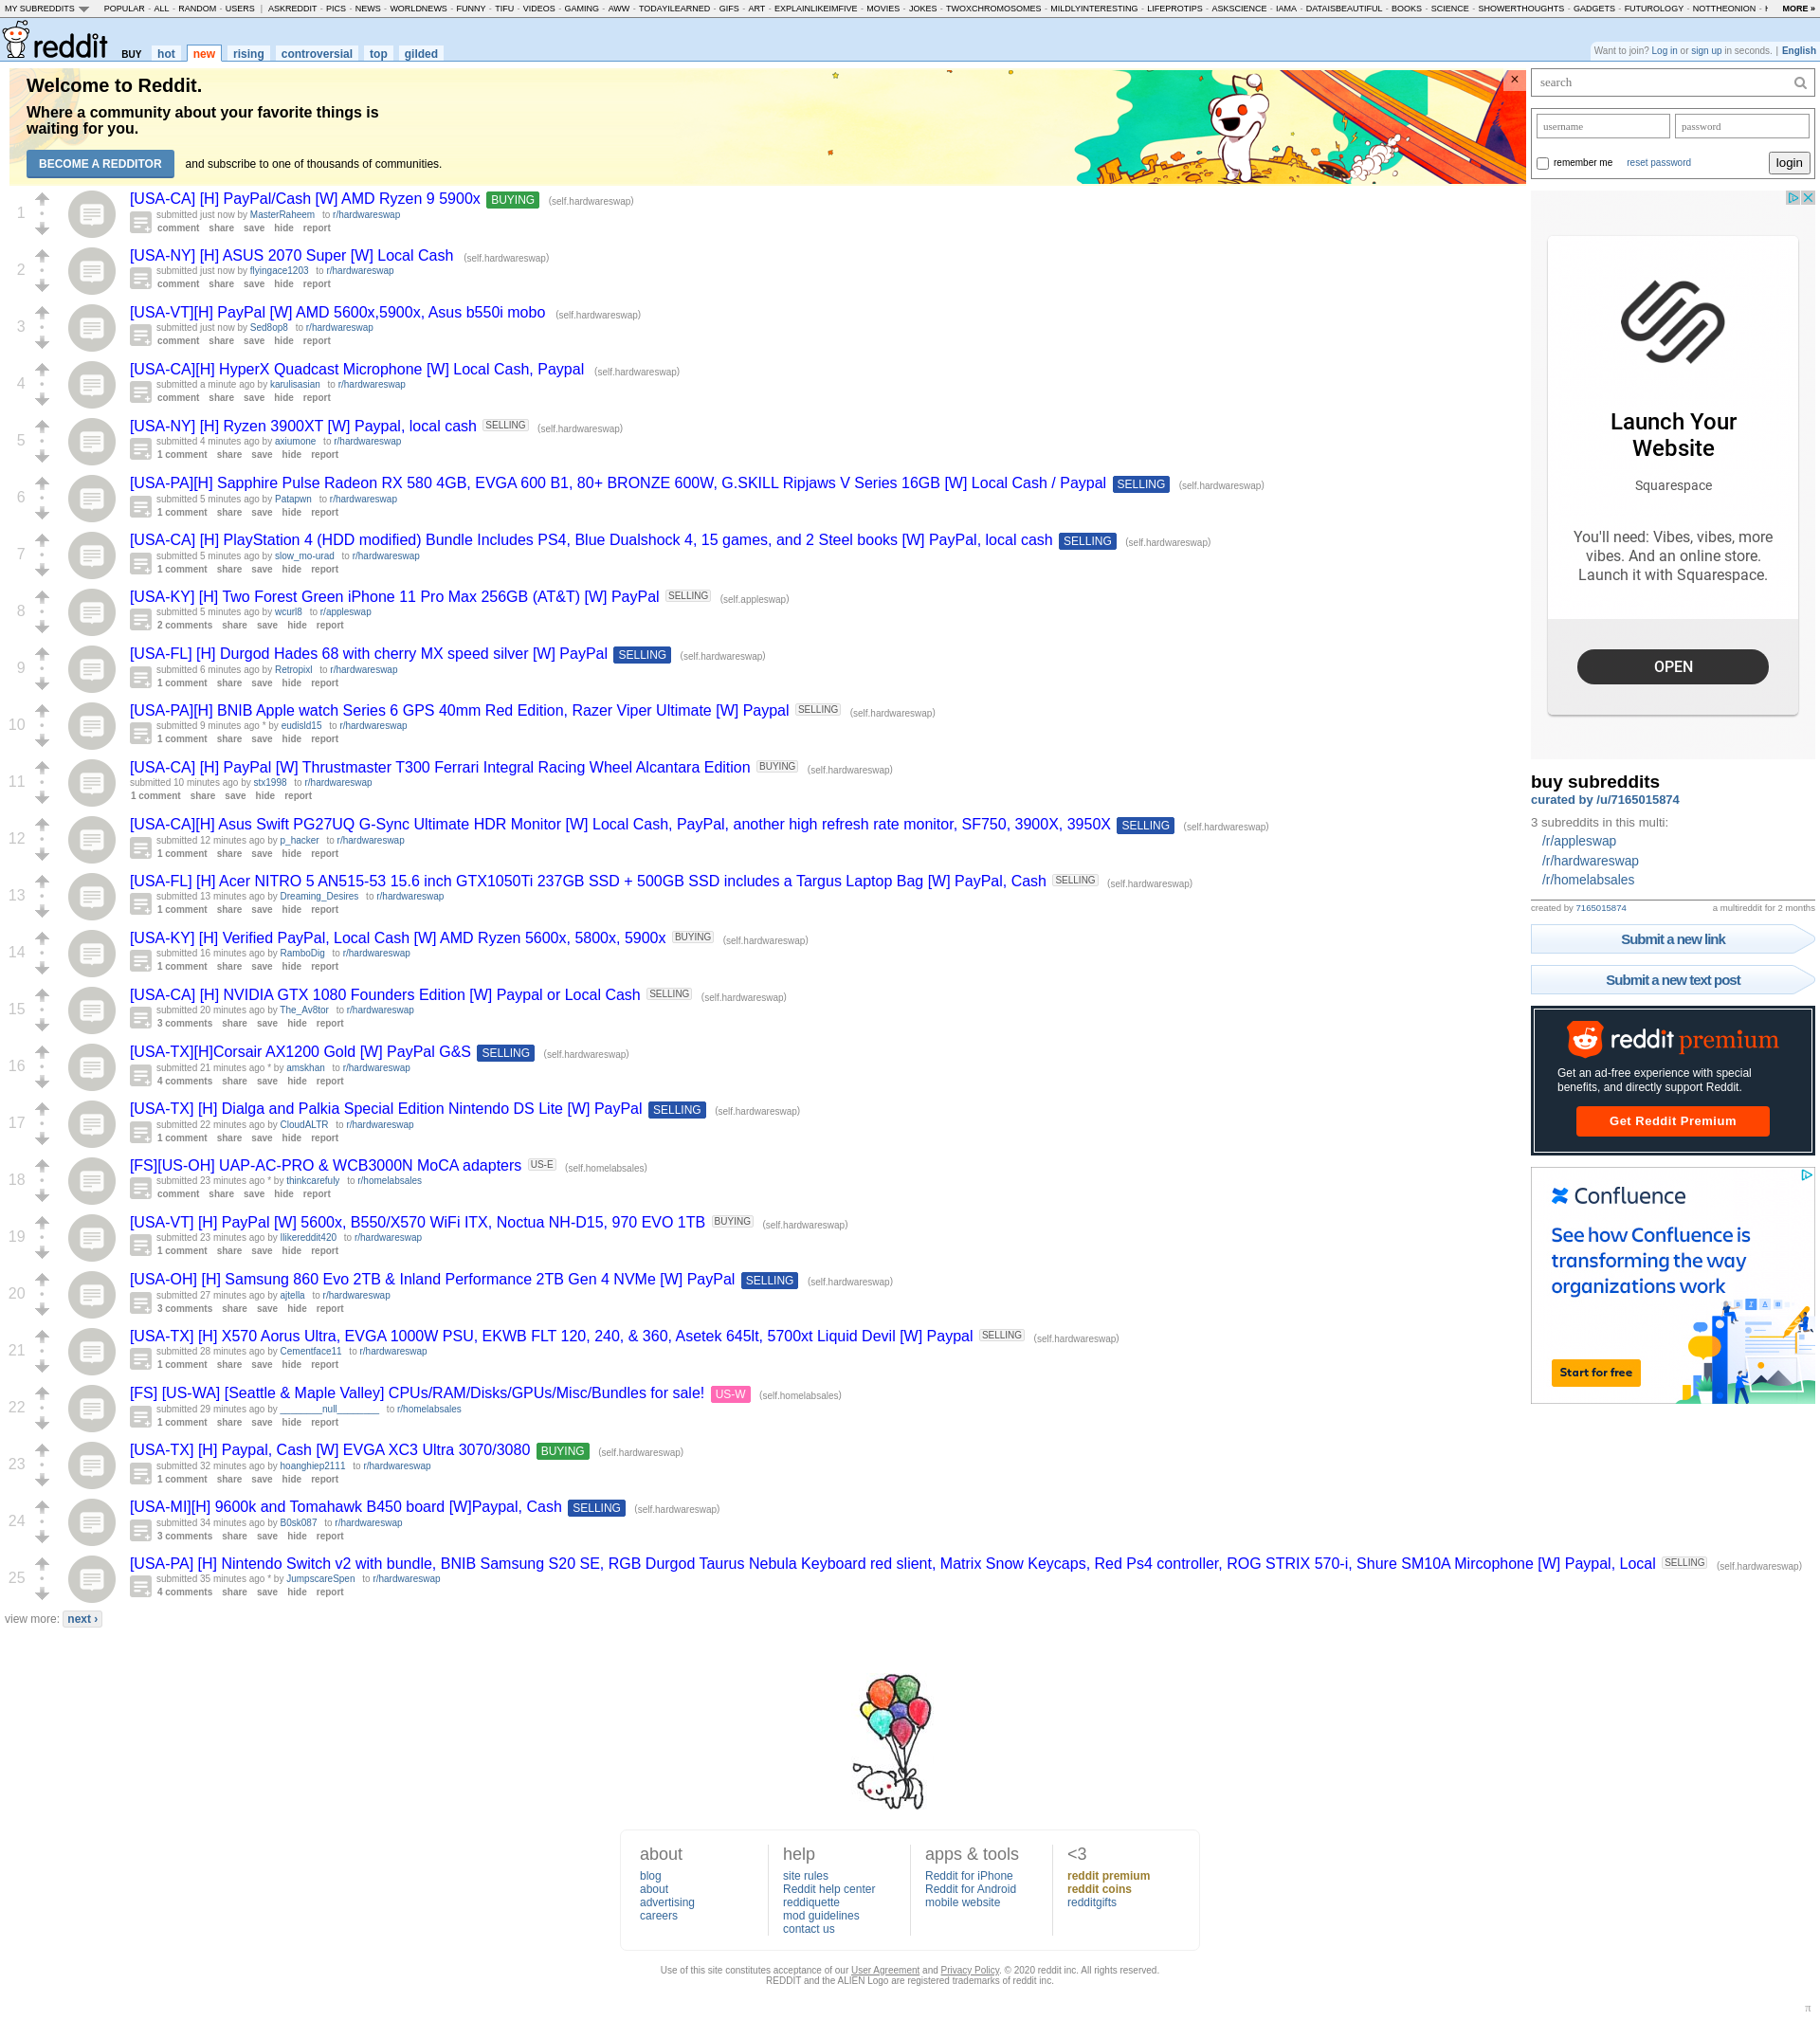 MY SUBREDDITS POPULAR - ALL - RANDOM - USERS | ASKREDDIT - PICS - NEWS - WORLDNEWS - FUNNY - TIFU - VIDEOS - GAMING - AWW - TODAYILEARNED - GIFS - ART - EXPLAINLIKEIMFIVE - MOVIES - JOKES - TWOXCHROMOSOMES - MILDLYINTERESTING - LIFEPROTIPS - ASKSCIENCE - IAMA - DATAISBEAUTIFUL - BOOKS - SCIENCE - SHOWERTHOUGHTS - GADGETS - FUTUROLOGY - NOTTHEONION - MORE »
reddit BUY hot new rising controversial top gilded
Want to join? Log in or sign up in seconds. | English
Welcome to Reddit.
Where a community about your favorite things is
waiting for you.
BECOME A REDDITOR and subscribe to one of thousands of communities.
×
1
[USA-CA] [H] PayPal/Cash [W] AMD Ryzen 9 5900x BUYING (self.hardwareswap)
submitted just now by MasterRaheem to r/hardwareswap
comment share save hide report
2
[USA-NY] [H] ASUS 2070 Super [W] Local Cash (self.hardwareswap)
submitted just now by flyingace1203 to r/hardwareswap
comment share save hide report
3
[USA-VT][H] PayPal [W] AMD 5600x,5900x, Asus b550i mobo (self.hardwareswap)
submitted just now by Sed8op8 to r/hardwareswap
comment share save hide report
4
[USA-CA][H] HyperX Quadcast Microphone [W] Local Cash, Paypal (self.hardwareswap)
submitted a minute ago by karulisasian to r/hardwareswap
comment share save hide report
5
[USA-NY] [H] Ryzen 3900XT [W] Paypal, local cash SELLING (self.hardwareswap)
submitted 4 minutes ago by axiumone to r/hardwareswap
1 comment share save hide report
6
[USA-PA][H] Sapphire Pulse Radeon RX 580 4GB, EVGA 600 B1, 80+ BRONZE 600W, G.SKILL Ripjaws V Series 16GB [W] Local Cash / Paypal SELLING (self.hardwareswap)
submitted 5 minutes ago by Patapwn to r/hardwareswap
1 comment share save hide report
7
[USA-CA] [H] PlayStation 4 (HDD modified) Bundle Includes PS4, Blue Dualshock 4, 15 games, and 2 Steel books [W] PayPal, local cash SELLING (self.hardwareswap)
submitted 5 minutes ago by slow_mo-urad to r/hardwareswap
1 comment share save hide report
8
[USA-KY] [H] Two Forest Green iPhone 11 Pro Max 256GB (AT&T) [W] PayPal SELLING (self.appleswap)
submitted 5 minutes ago by wcurl8 to r/appleswap
2 comments share save hide report
9
[USA-FL] [H] Durgod Hades 68 with cherry MX speed silver [W] PayPal SELLING (self.hardwareswap)
submitted 6 minutes ago by Retropixl to r/hardwareswap
1 comment share save hide report
10
[USA-PA][H] BNIB Apple watch Series 6 GPS 40mm Red Edition, Razer Viper Ultimate [W] Paypal SELLING (self.hardwareswap)
submitted 9 minutes ago * by eudisld15 to r/hardwareswap
1 comment share save hide report
11
[USA-CA] [H] PayPal [W] Thrustmaster T300 Ferrari Integral Racing Wheel Alcantara Edition BUYING (self.hardwareswap)
submitted 10 minutes ago by stx1998 to r/hardwareswap
1 comment share save hide report
12
[USA-CA][H] Asus Swift PG27UQ G-Sync Ultimate HDR Monitor [W] Local Cash, PayPal, another high refresh rate monitor, SF750, 3900X, 3950X SELLING (self.hardwareswap)
submitted 12 minutes ago by p_hacker to r/hardwareswap
1 comment share save hide report
13
[USA-FL] [H] Acer NITRO 5 AN515-53 15.6 inch GTX1050Ti 237GB SSD + 500GB SSD includes a Targus Laptop Bag [W] PayPal, Cash SELLING (self.hardwareswap)
submitted 13 minutes ago by Dreaming_Desires to r/hardwareswap
1 comment share save hide report
14
[USA-KY] [H] Verified PayPal, Local Cash [W] AMD Ryzen 5600x, 5800x, 5900x BUYING (self.hardwareswap)
submitted 16 minutes ago by RamboDig to r/hardwareswap
1 comment share save hide report
15
[USA-CA] [H] NVIDIA GTX 1080 Founders Edition [W] Paypal or Local Cash SELLING (self.hardwareswap)
submitted 20 minutes ago by The_Av8tor to r/hardwareswap
3 comments share save hide report
16
[USA-TX][H]Corsair AX1200 Gold [W] PayPal G&S SELLING (self.hardwareswap)
submitted 21 minutes ago * by amskhan to r/hardwareswap
4 comments share save hide report
17
[USA-TX] [H] Dialga and Palkia Special Edition Nintendo DS Lite [W] PayPal SELLING (self.hardwareswap)
submitted 22 minutes ago by CloudALTR to r/hardwareswap
1 comment share save hide report
18
[FS][US-OH] UAP-AC-PRO & WCB3000N MoCA adapters US-E (self.homelabsales)
submitted 23 minutes ago * by thinkcarefuly to r/homelabsales
comment share save hide report
19
[USA-VT] [H] PayPal [W] 5600x, B550/X570 WiFi ITX, Noctua NH-D15, 970 EVO 1TB BUYING (self.hardwareswap)
submitted 23 minutes ago by Ilikereddit420 to r/hardwareswap
1 comment share save hide report
20
[USA-OH] [H] Samsung 860 Evo 2TB & Inland Performance 2TB Gen 4 NVMe [W] PayPal SELLING (self.hardwareswap)
submitted 27 minutes ago by ajtella to r/hardwareswap
3 comments share save hide report
21
[USA-TX] [H] X570 Aorus Ultra, EVGA 1000W PSU, EKWB FLT 120, 240, & 360, Asetek 645lt, 5700xt Liquid Devil [W] Paypal SELLING (self.hardwareswap)
submitted 28 minutes ago by Cementface11 to r/hardwareswap
1 comment share save hide report
22
[FS] [US-WA] [Seattle & Maple Valley] CPUs/RAM/Disks/GPUs/Misc/Bundles for sale! US-W (self.homelabsales)
submitted 29 minutes ago by ________null________ to r/homelabsales
1 comment share save hide report
23
[USA-TX] [H] Paypal, Cash [W] EVGA XC3 Ultra 3070/3080 BUYING (self.hardwareswap)
submitted 32 minutes ago by hoanghiep2111 to r/hardwareswap
1 comment share save hide report
24
[USA-MI][H] 9600k and Tomahawk B450 board [W]Paypal, Cash SELLING (self.hardwareswap)
submitted 34 minutes ago by B0sk087 to r/hardwareswap
3 comments share save hide report
25
[USA-PA] [H] Nintendo Switch v2 with bundle, BNIB Samsung S20 SE, RGB Durgod Taurus Nebula Keyboard red slient, Matrix Snow Keycaps, Red Ps4 controller, ROG STRIX 570-i, Shure SM10A Mircophone [W] Paypal, Local SELLING (self.hardwareswap)
submitted 35 minutes ago * by JumpscareSpen to r/hardwareswap
4 comments share save hide report
view more: next ›
search
username password
remember me reset password login
Launch Your
Website
Squarespace
You'll need: Vibes, vibes, more
vibes. And an online store.
Launch it with Squarespace.
OPEN
buy subreddits
curated by /u/7165015874
3 subreddits in this multi:
/r/appleswap
/r/hardwareswap
/r/homelabsales
created by 7165015874 a multireddit for 2 months
Submit a new link
Submit a new text post
reddit premium
Get an ad-free experience with special
benefits, and directly support Reddit.
Get Reddit Premium
Confluence
See how Confluence is
transforming the way
organizations work
Start for free
about
blog
about
advertising
careers
help
site rules
Reddit help center
reddiquette
mod guidelines
contact us
apps & tools
Reddit for iPhone
Reddit for Android
mobile website
<3
reddit premium
reddit coins
redditgifts
Use of this site constitutes acceptance of our User Agreement and Privacy Policy. © 2020 reddit inc. All rights reserved.
REDDIT and the ALIEN Logo are registered trademarks of reddit inc.
π